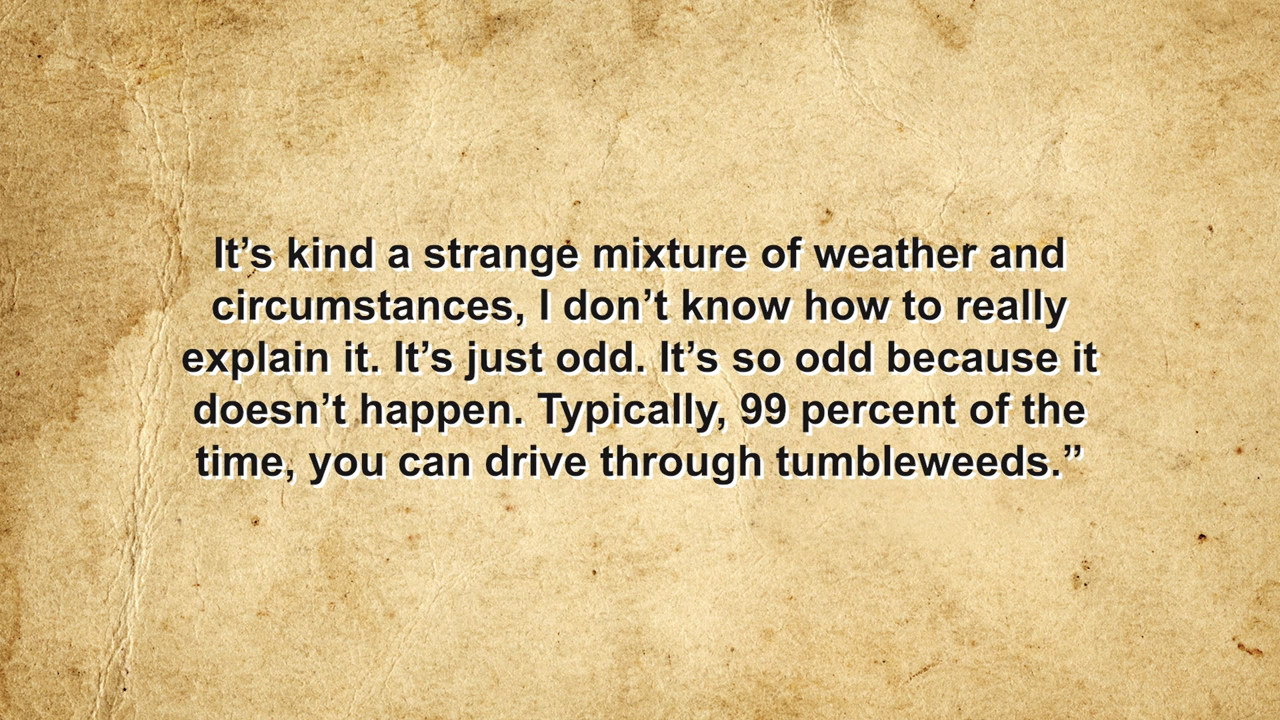 It’s kind a strange mixture of weather and
circumstances, I don’t know how to really
explain it. It’s just odd. It’s so odd because it
doesn’t happen. Typically, 99 percent of the
time, you can drive through tumbleweeds.”